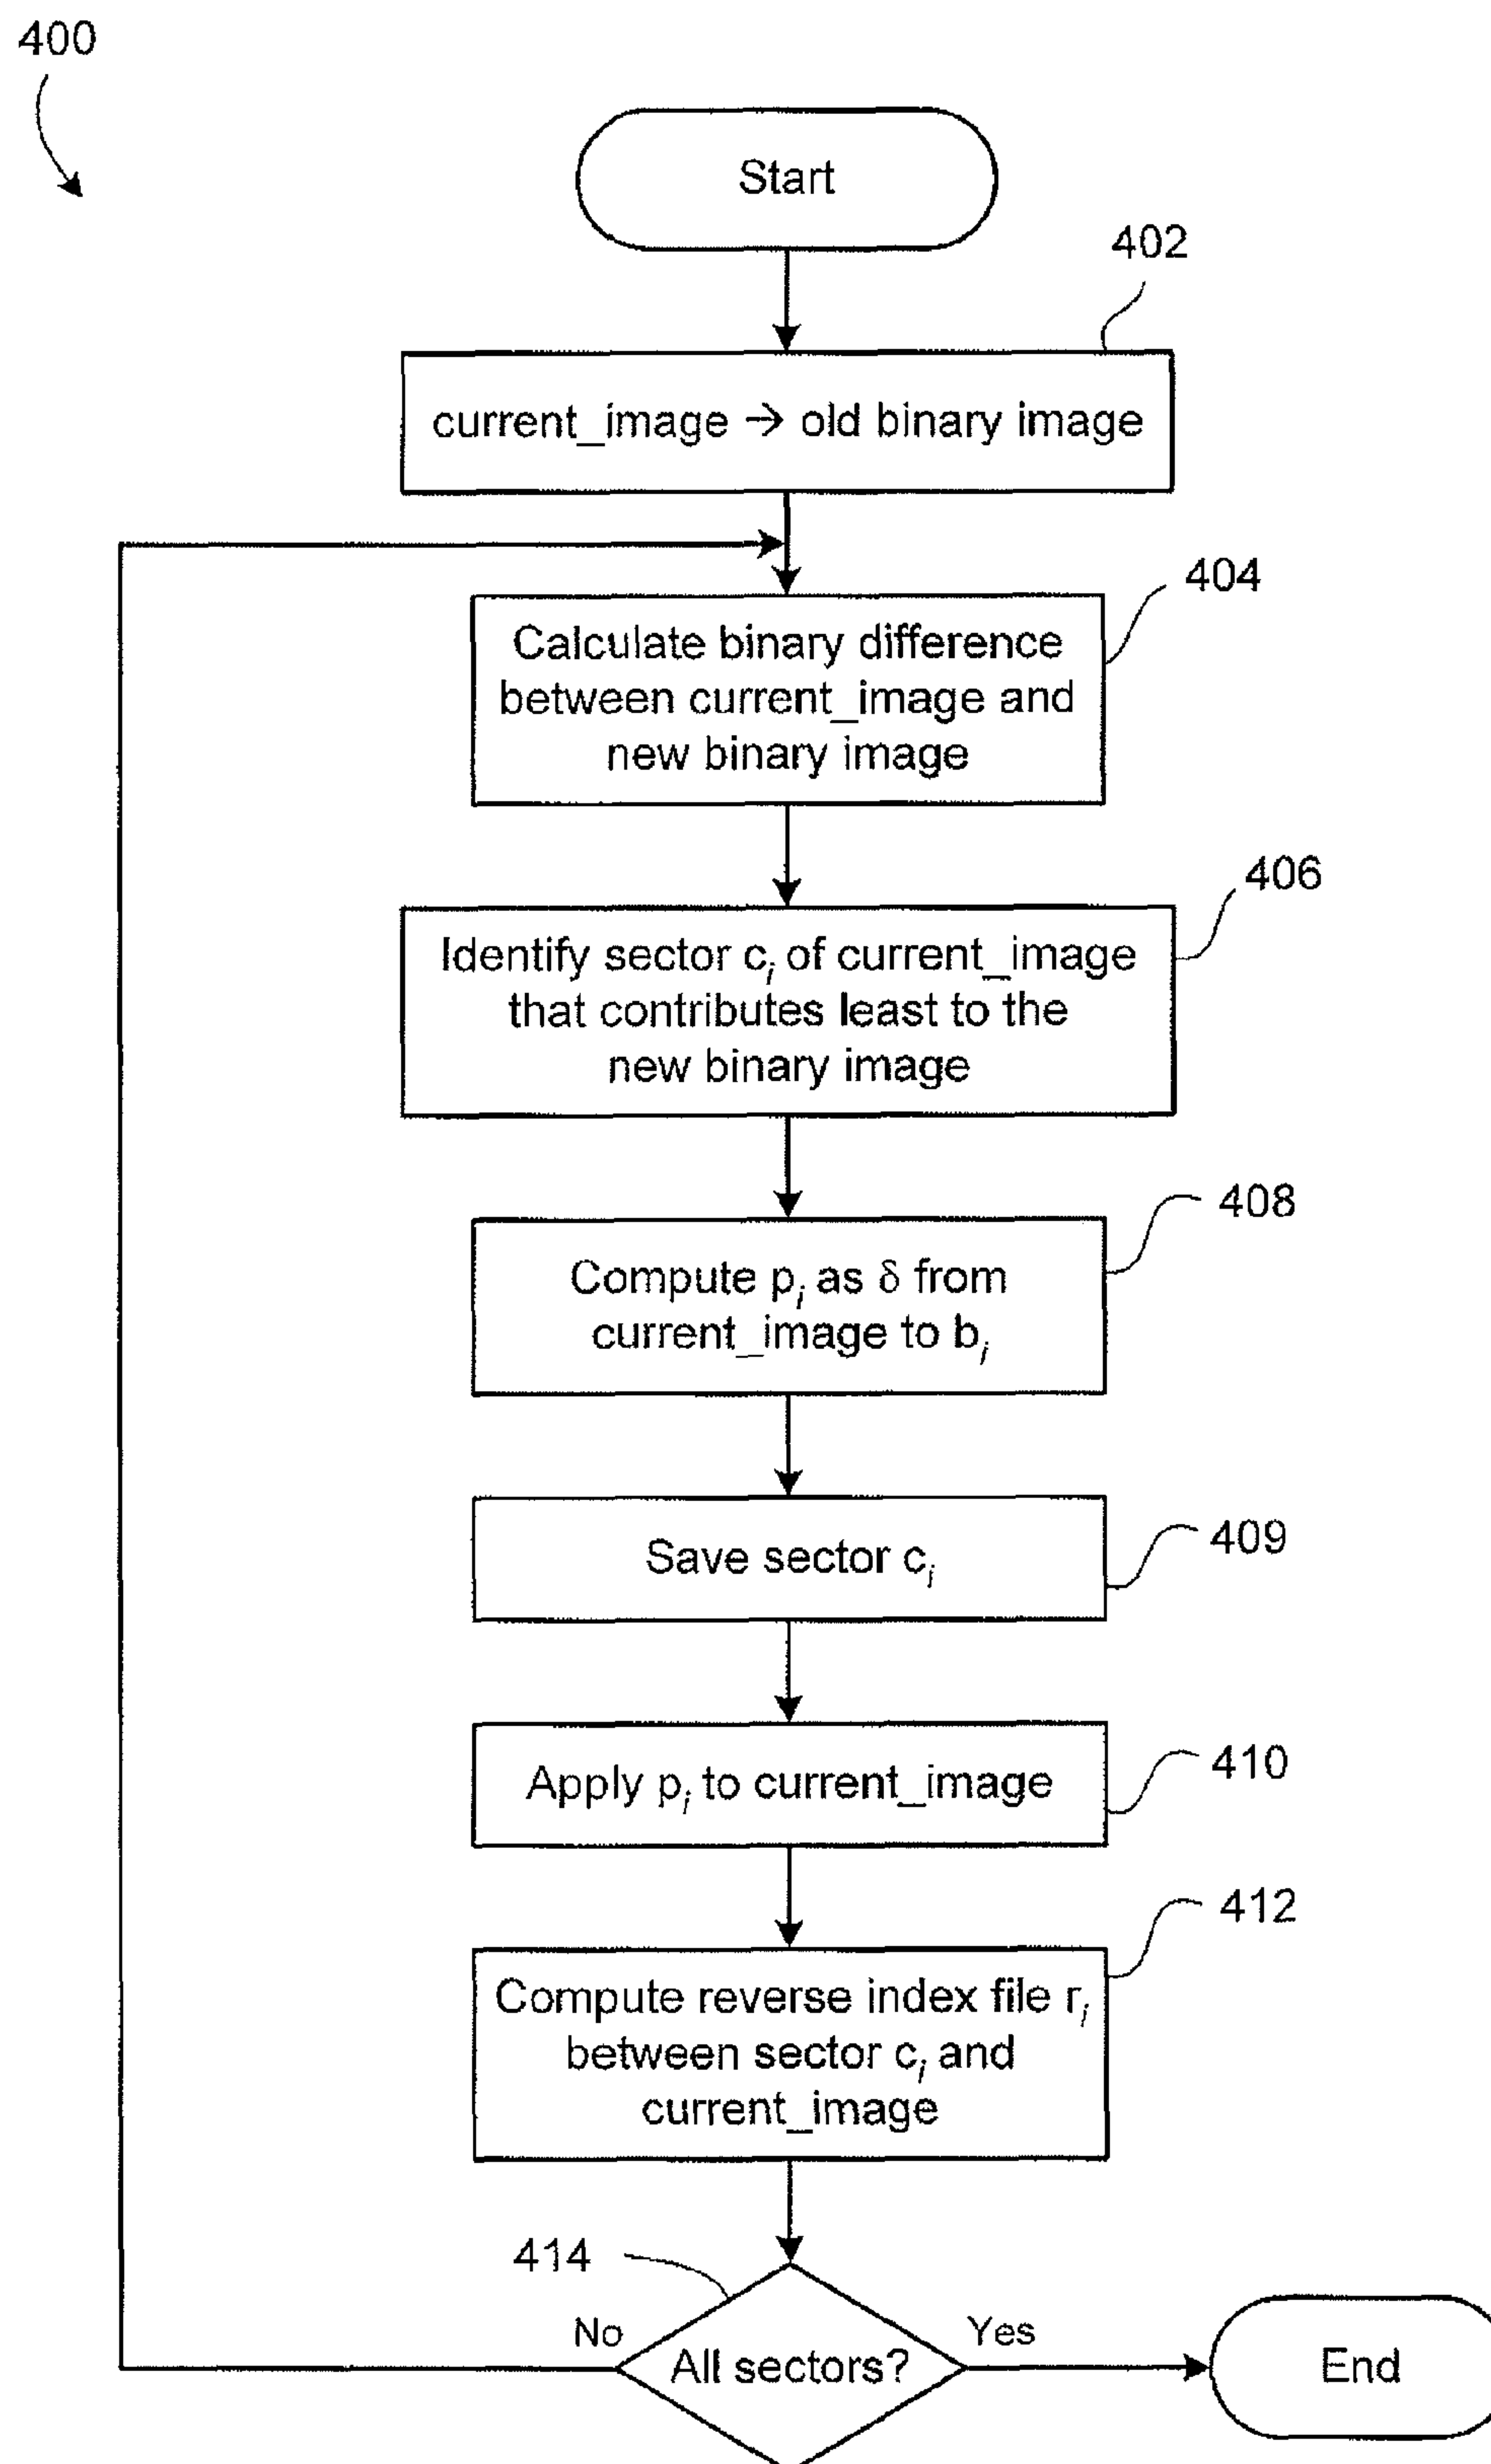 400
Start
402
current_image → old binary image
404
Calculate binary difference
between current_image and
new binary image
406
Identify sector cᵢ of current_image
that contributes least to the
new binary image
408
Compute pᵢ as δ from
current_image to bᵢ
409
Save sector cᵢ
410
Apply pᵢ to current_image
412
Compute reverse index file rᵢ
between sector cᵢ and
current_image
414
No
Yes
All sectors?
End